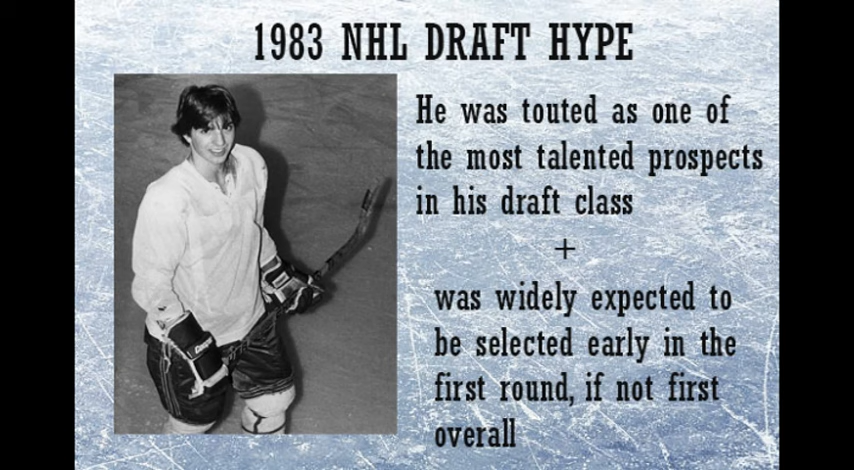 1983 NHL DRAFT HYPE
He was touted as one of
the most talented prospects
in his draft class
+
was widely expected to
be selected early in the
first round, if not first
overall